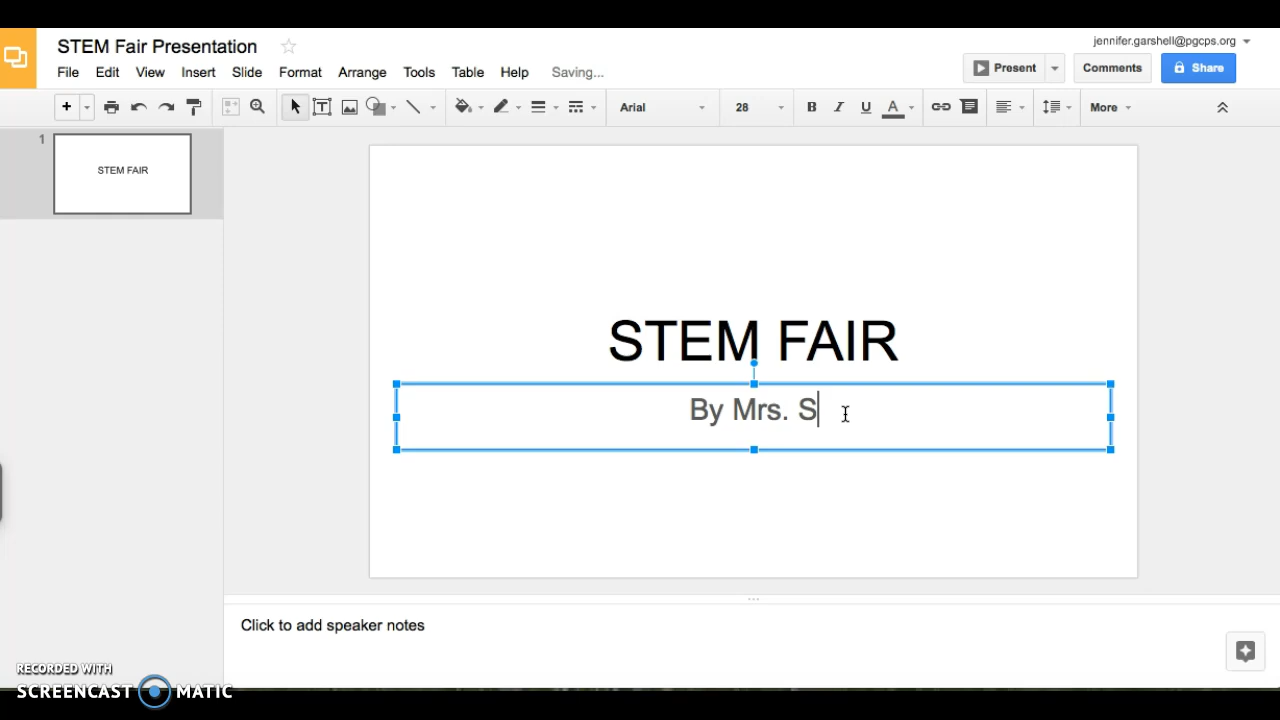 STEM Fair Presentation
jennifer.garshell@pgcps.org
File Edit View Insert Slide Format Arrange Tools Table Help Saving...
Present Comments Share
Arial 28 B I U A More
1
STEM FAIR
STEM FAIR
By Mrs. S
Click to add speaker notes
RECORDED WITH
SCREENCAST MATIC